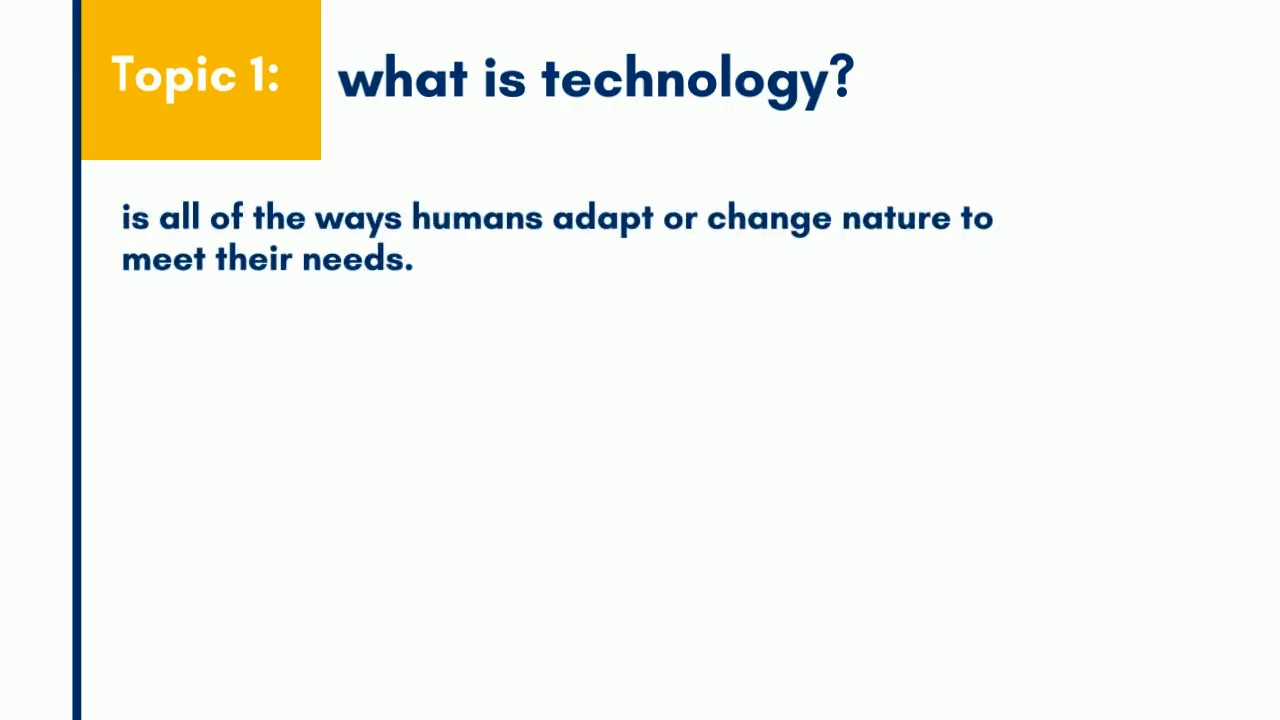 Topic 1: what is technology?
is all of the ways humans adapt or change nature to
meet their needs.